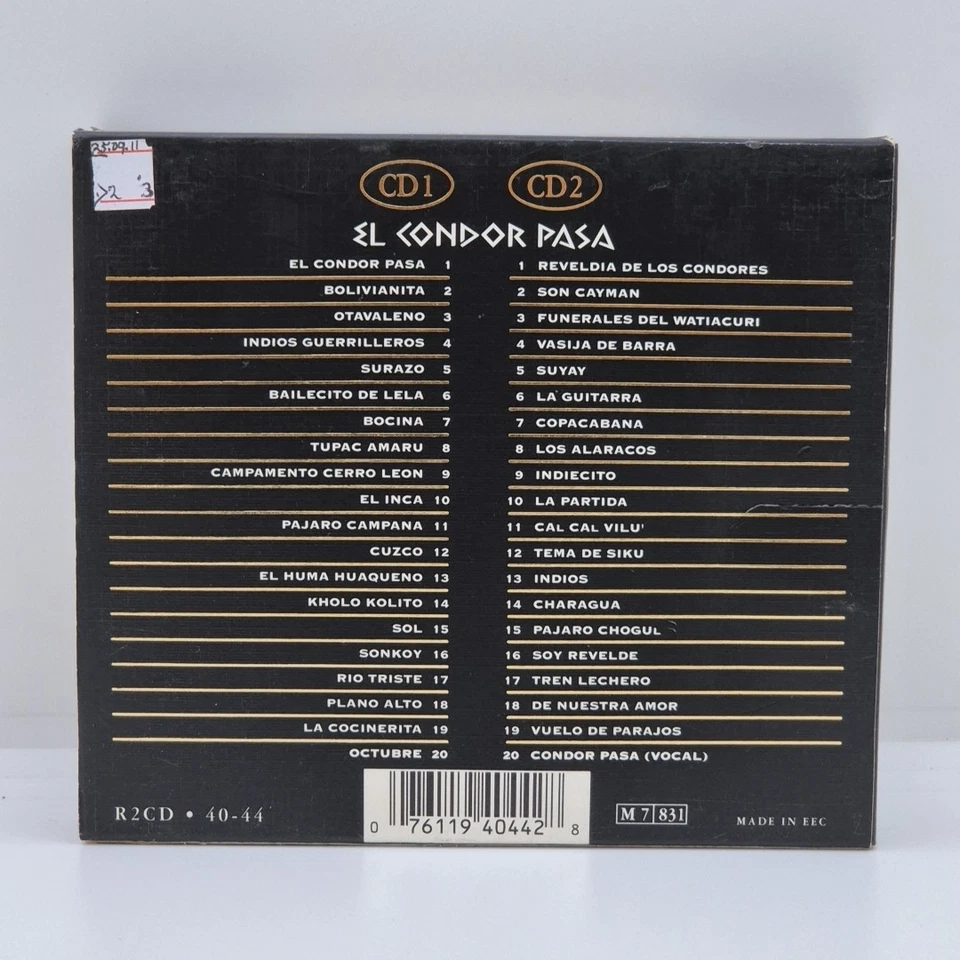 25.09.11
CD1
CD2
EL CONDOR PASA
EL CONDOR PASA 1
BOLIVIANITA 2
OTAVALENO 3
INDIOS GUERRILLEROS 4
SURAZO 5
BAILECITO DE LELA 6
BOCINA 7
TUPAC AMARU 8
CAMPAMENTO CERRO LEON 9
EL INCA 10
PAJARO CAMPANA 11
CUZCO 12
EL HUMA HUAQUENO 13
KHOLO KOLITO 14
SOL 15
SONKOY 16
RIO TRISTE 17
PLANO ALTO 18
LA COCINERITA 19
OCTUBRE 20
1 REVELDIA DE LOS CONDORES
2 SON CAYMAN
3 FUNERALES DEL WATIACURI
4 VASIJA DE BARRA
5 SUYAY
6 LA GUITARRA
7 COPACABANA
8 LOS ALARACOS
9 INDIECITO
10 LA PARTIDA
11 CAL CAL VILU'
12 TEMA DE SIKU
13 INDIOS
14 CHARAGUA
15 PAJARO CHOGUL
16 SOY REVELDE
17 TREN LECHERO
18 DE NUESTRA AMOR
19 VUELO DE PARAJOS
20 CONDOR PASA (VOCAL)
R2CD • 40-44
0 76119 40442 8
M7 831
MADE IN EEC